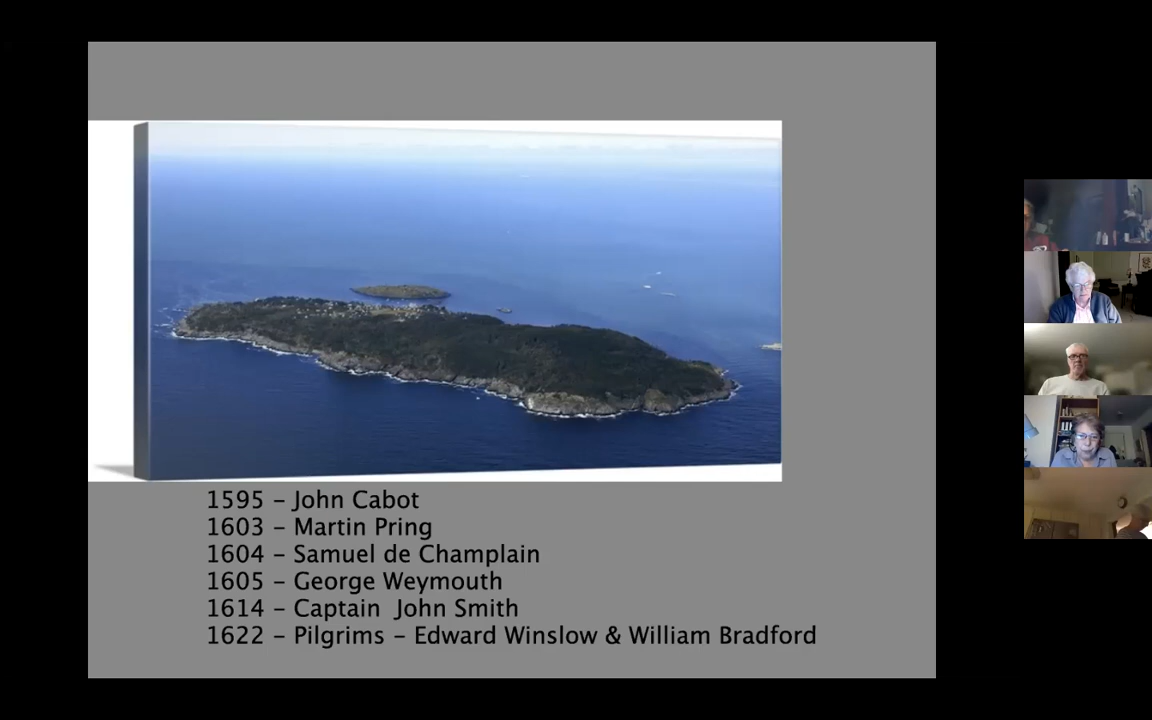 1595 – John Cabot
1603 – Martin Pring
1604 – Samuel de Champlain
1605 – George Weymouth
1614 – Captain  John Smith
1622 – Pilgrims – Edward Winslow & William Bradford